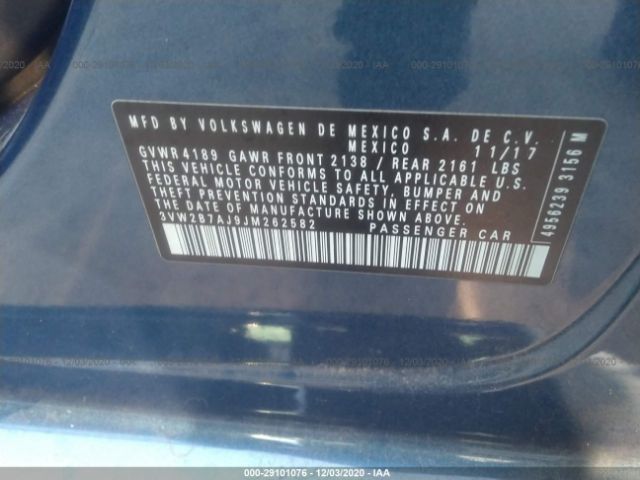 MFD BY VOLKSWAGEN DE MEXICO S.A. DE C.V.
MEXICO 11/17
GVWR 4189 GAWR FRONT 2138 / REAR 2161 LBS
THIS VEHICLE CONFORMS TO ALL APPLICABLE U.S.
FEDERAL MOTOR VEHICLE SAFETY, BUMPER AND
THEFT PREVENTION STANDARDS IN EFFECT ON
THE DATE OF MANUFACTURE SHOWN ABOVE.
3VW2B7AJ9JM262582 PASSENGER CAR
4956239 3156 M
000-29101076 - 12/03/2020 - IAA